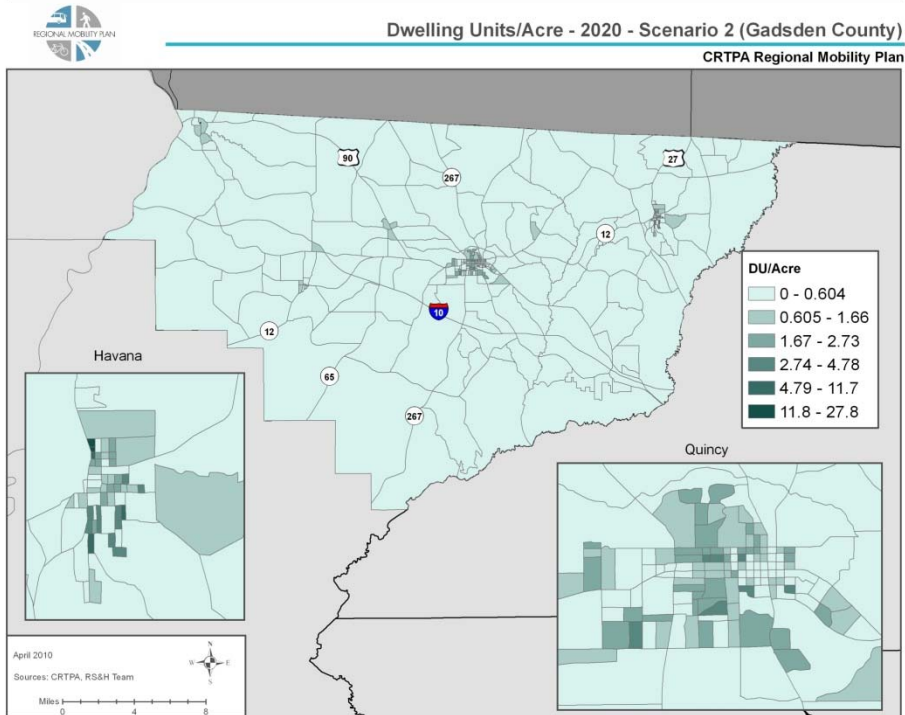 REGIONAL MOBILITY PLAN
Dwelling Units/Acre - 2020 - Scenario 2 (Gadsden County)
CRTPA Regional Mobility Plan
90
27
267
12
10
12
65
267
DU/Acre
0 - 0.604
0.605 - 1.66
1.67 - 2.73
2.74 - 4.78
4.79 - 11.7
11.8 - 27.8
Havana
Quincy
April 2010
Sources: CRTPA, RS&H Team
N
W E
S
Miles
0 4 8